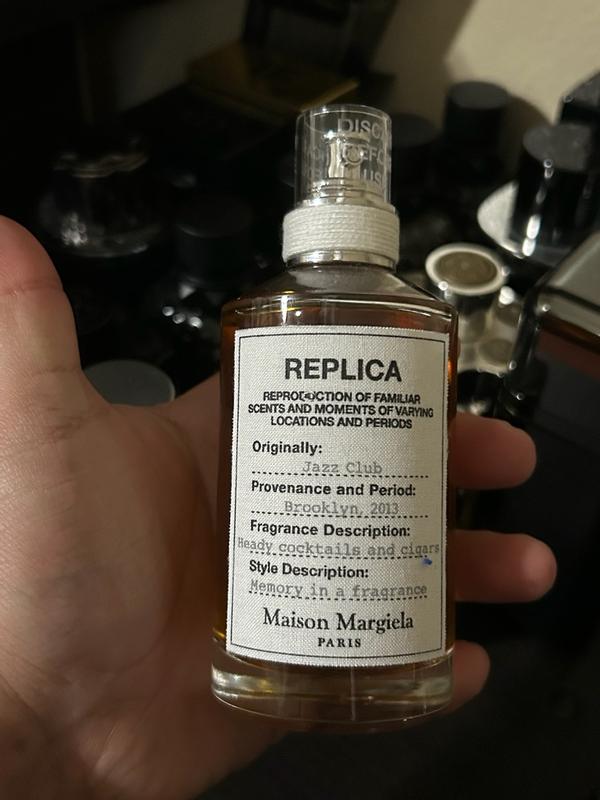 REPLICA
REPRODUCTION OF FAMILIAR
SCENTS AND MOMENTS OF VARYING
LOCATIONS AND PERIODS
Originally:
Jazz Club
Provenance and Period:
Brooklyn, 2013
Fragrance Description:
Heady cocktails and cigars
Style Description:
Memory in a fragrance
Maison Margiela
PARIS